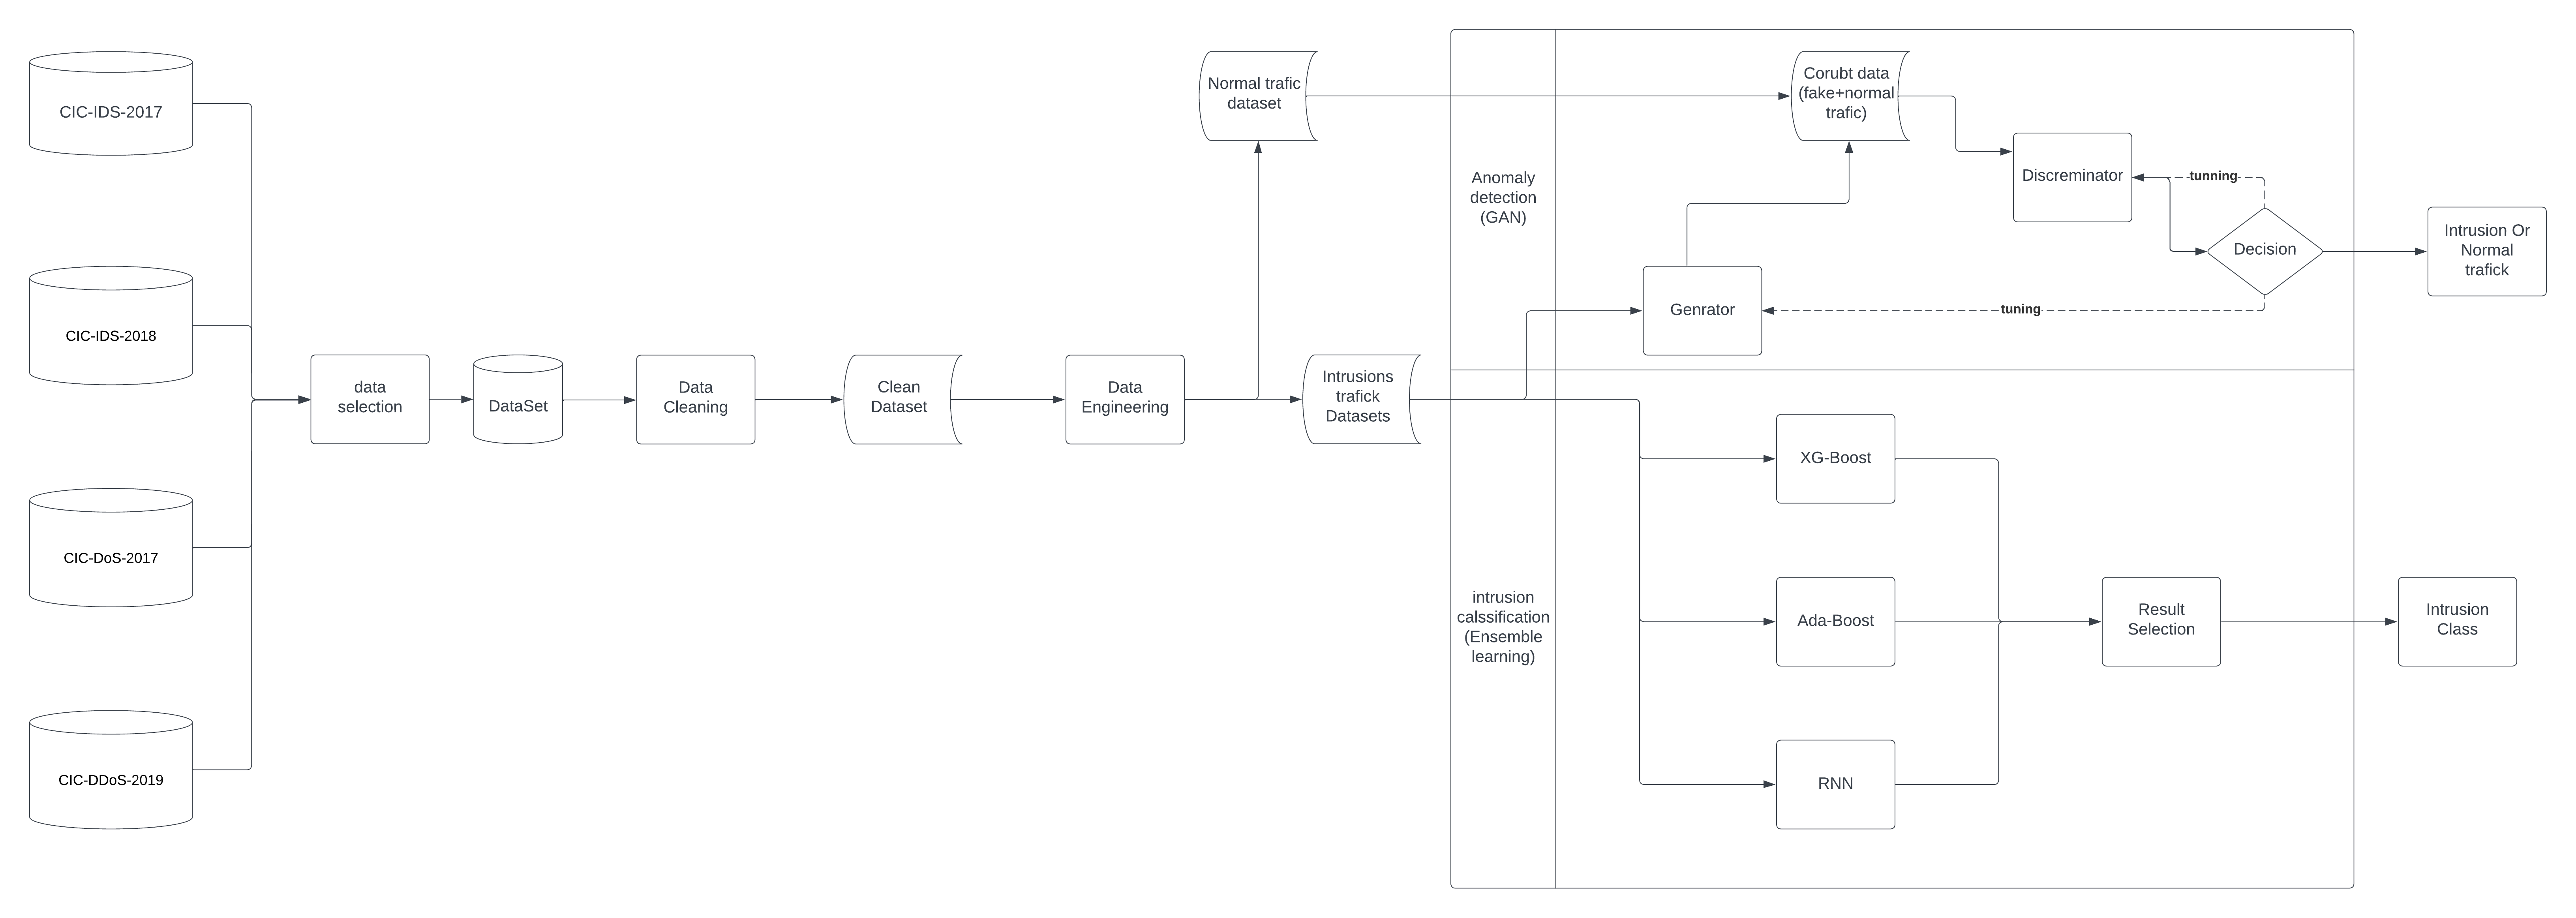 CIC-IDS-2017
CIC-IDS-2018
CIC-DoS-2017
CIC-DDoS-2019
data
selection
DataSet
Data
Cleaning
Clean
Dataset
Data
Engineering
Normal trafic
dataset
Intrusions
trafick
Datasets
Anomaly
detection
(GAN)
Corubt data
(fake+normal
trafic)
Genrator
Discreminator
tunning
Decision
tuning
Intrusion Or
Normal
trafick
intrusion
calssification
(Ensemble
learning)
XG-Boost
Ada-Boost
RNN
Result
Selection
Intrusion
Class